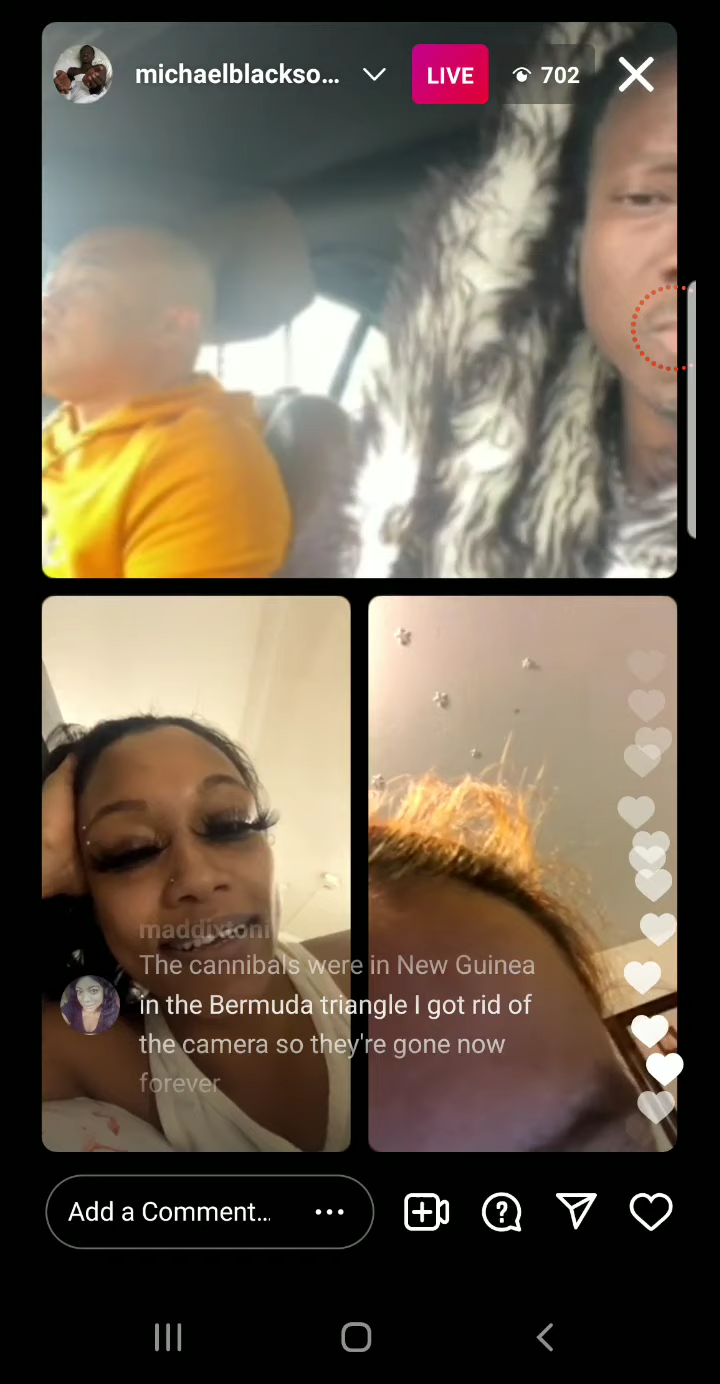 michaelblackso...
LIVE
702
maddixtoni
The cannibals were in New Guinea
in the Bermuda triangle I got rid of
the camera so they're gone now
forever
Add a Comment...